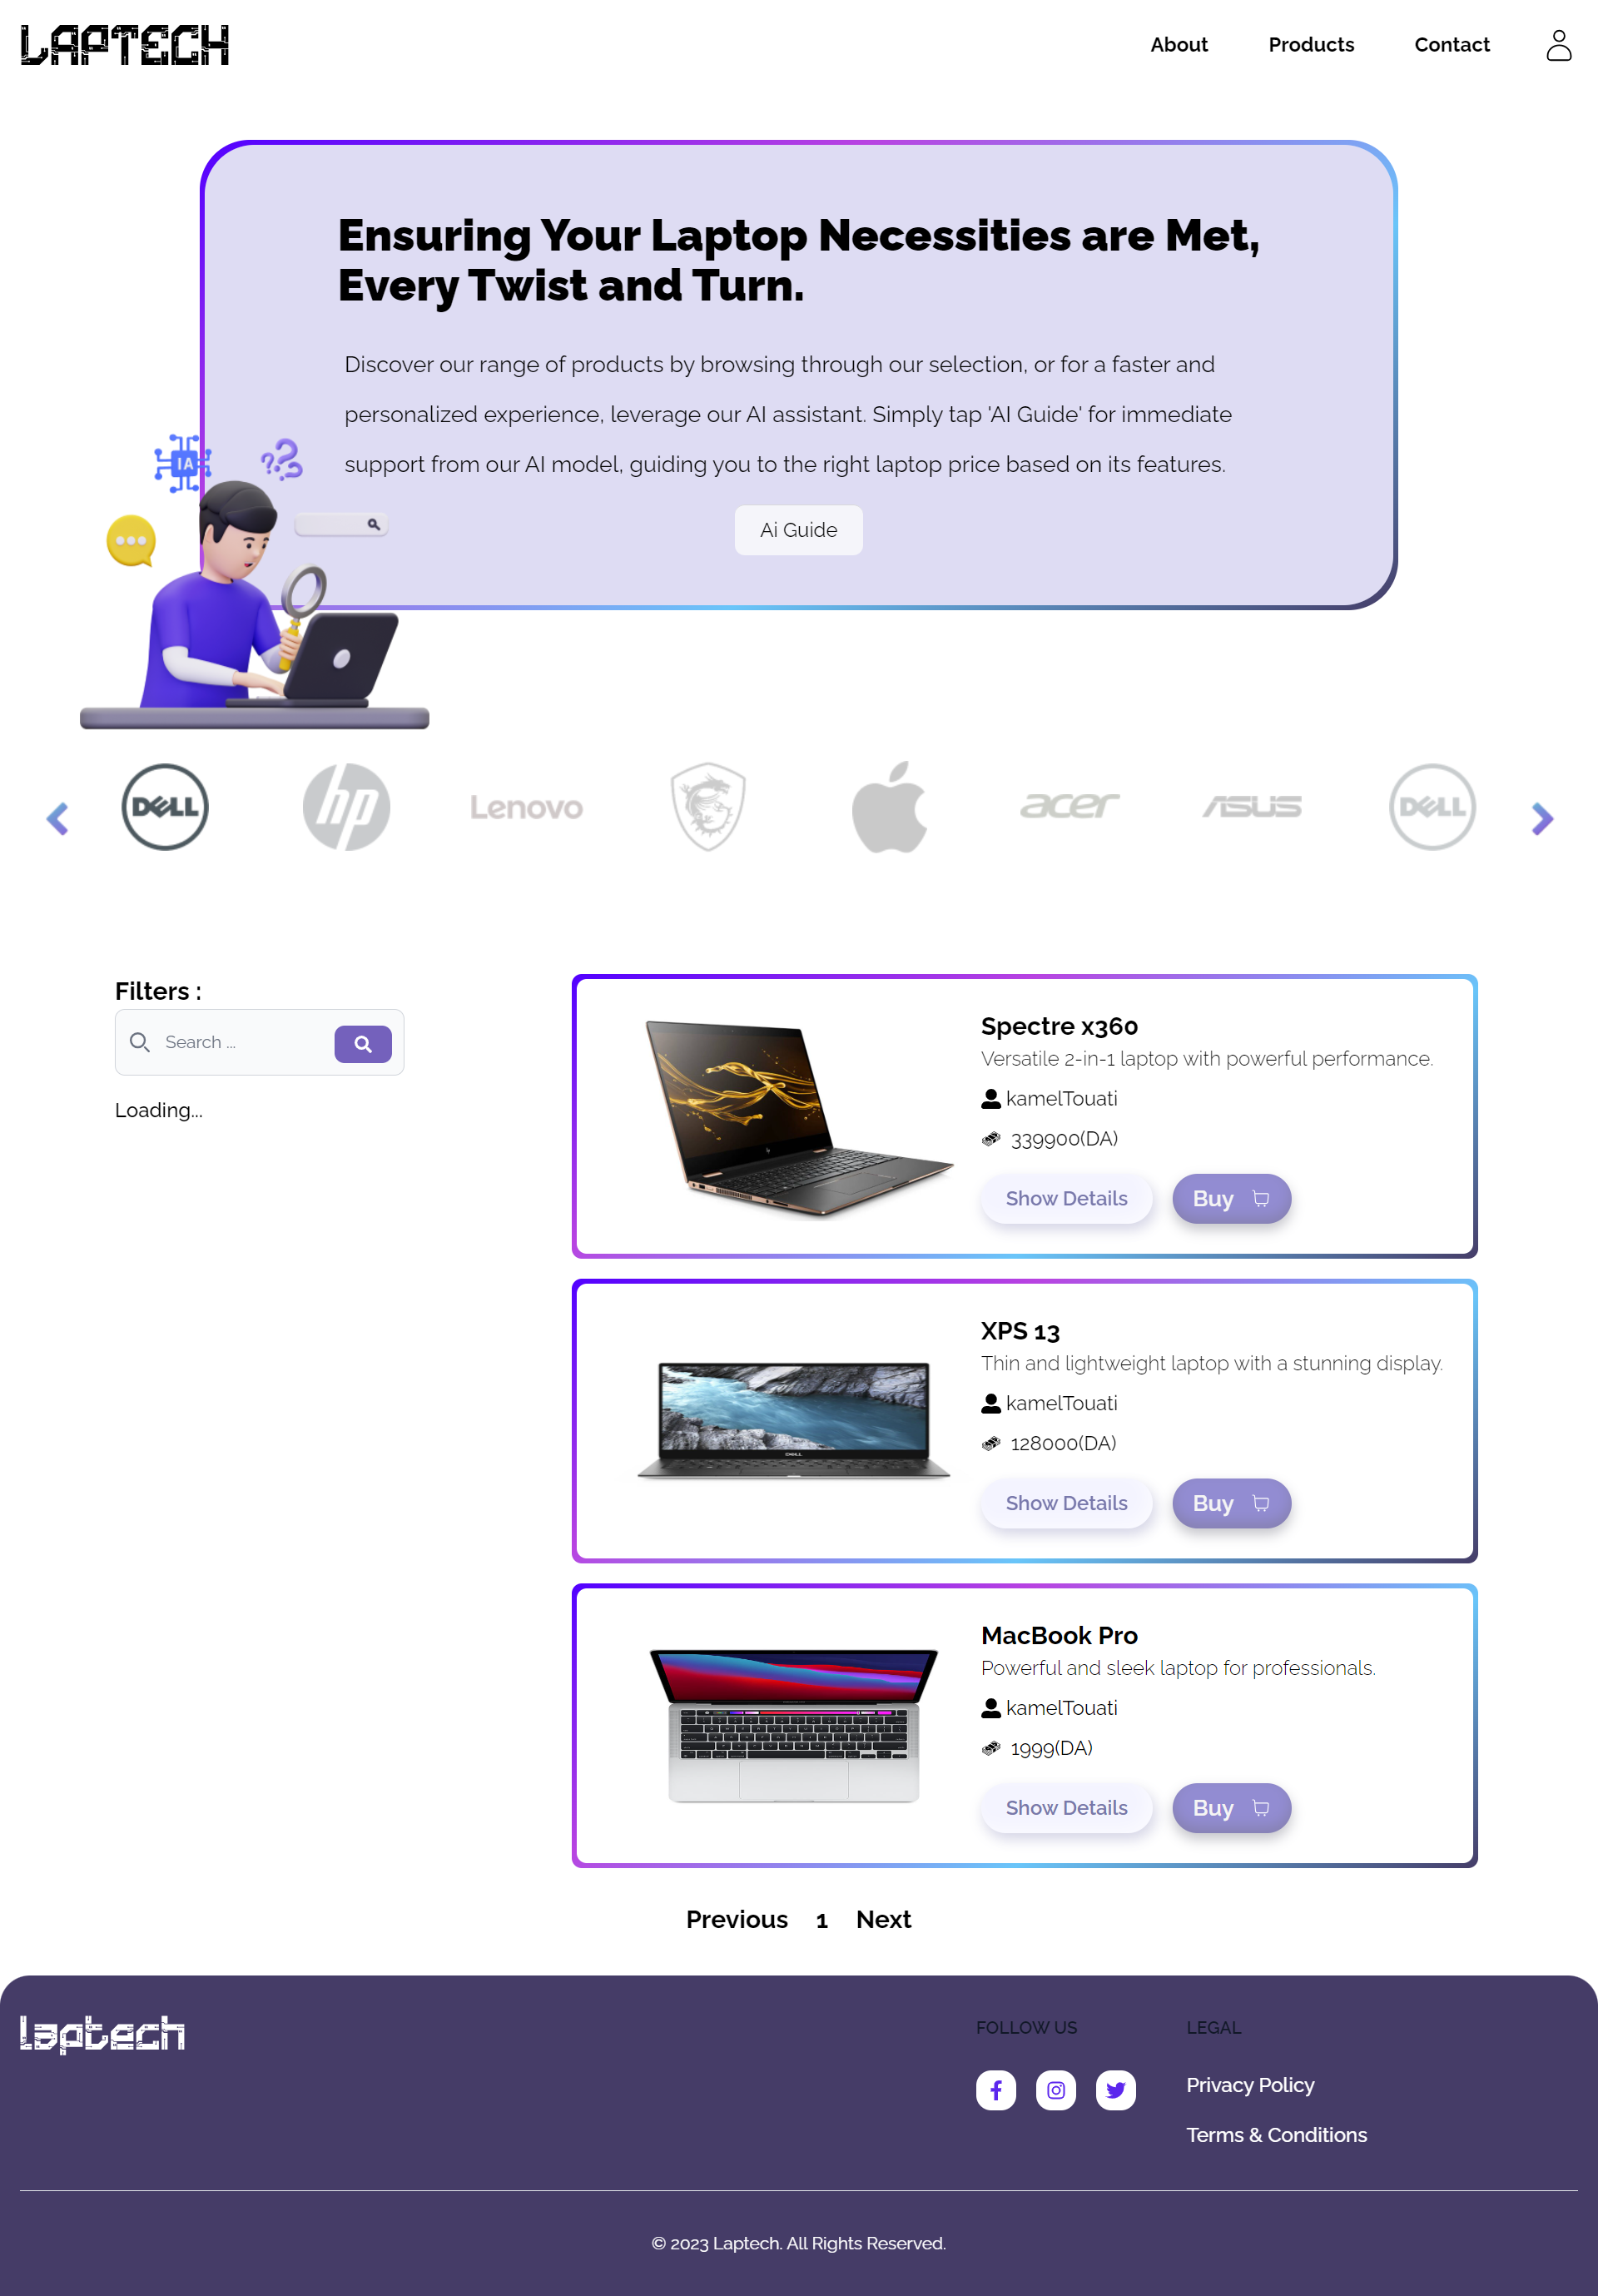 LAPTECH
About
Products
Contact
Ensuring Your Laptop Necessities are Met,
Every Twist and Turn.
Discover our range of products by browsing through our selection, or for a faster and
personalized experience, leverage our AI assistant. Simply tap 'AI Guide' for immediate
support from our AI model, guiding you to the right laptop price based on its features.
IA
Ai Guide
DELL
hp
Lenovo
acer
ASUS
DELL
Filters :
Search ...
Loading...
Spectre x360
Versatile 2-in-1 laptop with powerful performance.
kamelTouati
339900(DA)
Show Details
Buy
XPS 13
Thin and lightweight laptop with a stunning display.
kamelTouati
128000(DA)
Show Details
Buy
DELL
MacBook Pro
Powerful and sleek laptop for professionals.
kamelTouati
1999(DA)
Show Details
Buy
Previous
1
Next
laptech
FOLLOW US
LEGAL
Privacy Policy
Terms & Conditions
© 2023 Laptech. All Rights Reserved.